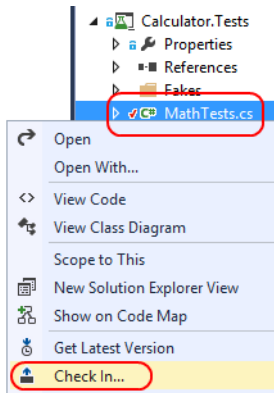 Calculator.Tests
Properties
References
Fakes
C# MathTests.cs
Open
Open With...
View Code
View Class Diagram
Scope to This
New Solution Explorer View
Show on Code Map
Get Latest Version
Check In...